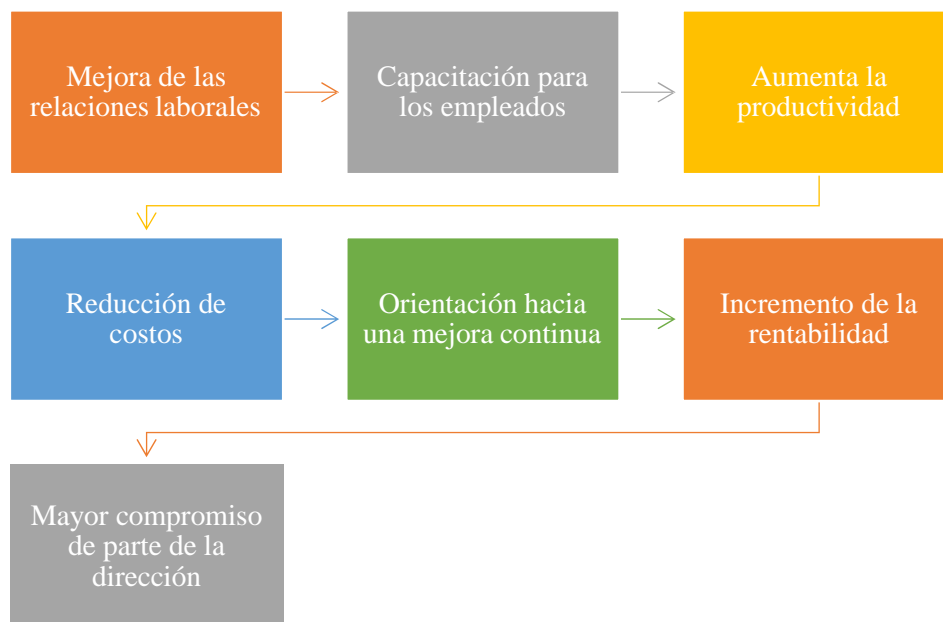 Mejora de las
relaciones laborales
Capacitación para
los empleados
Aumenta la
productividad
Reducción de
costos
Orientación hacia
una mejora continua
Incremento de la
rentabilidad
Mayor compromiso
de parte de la
dirección